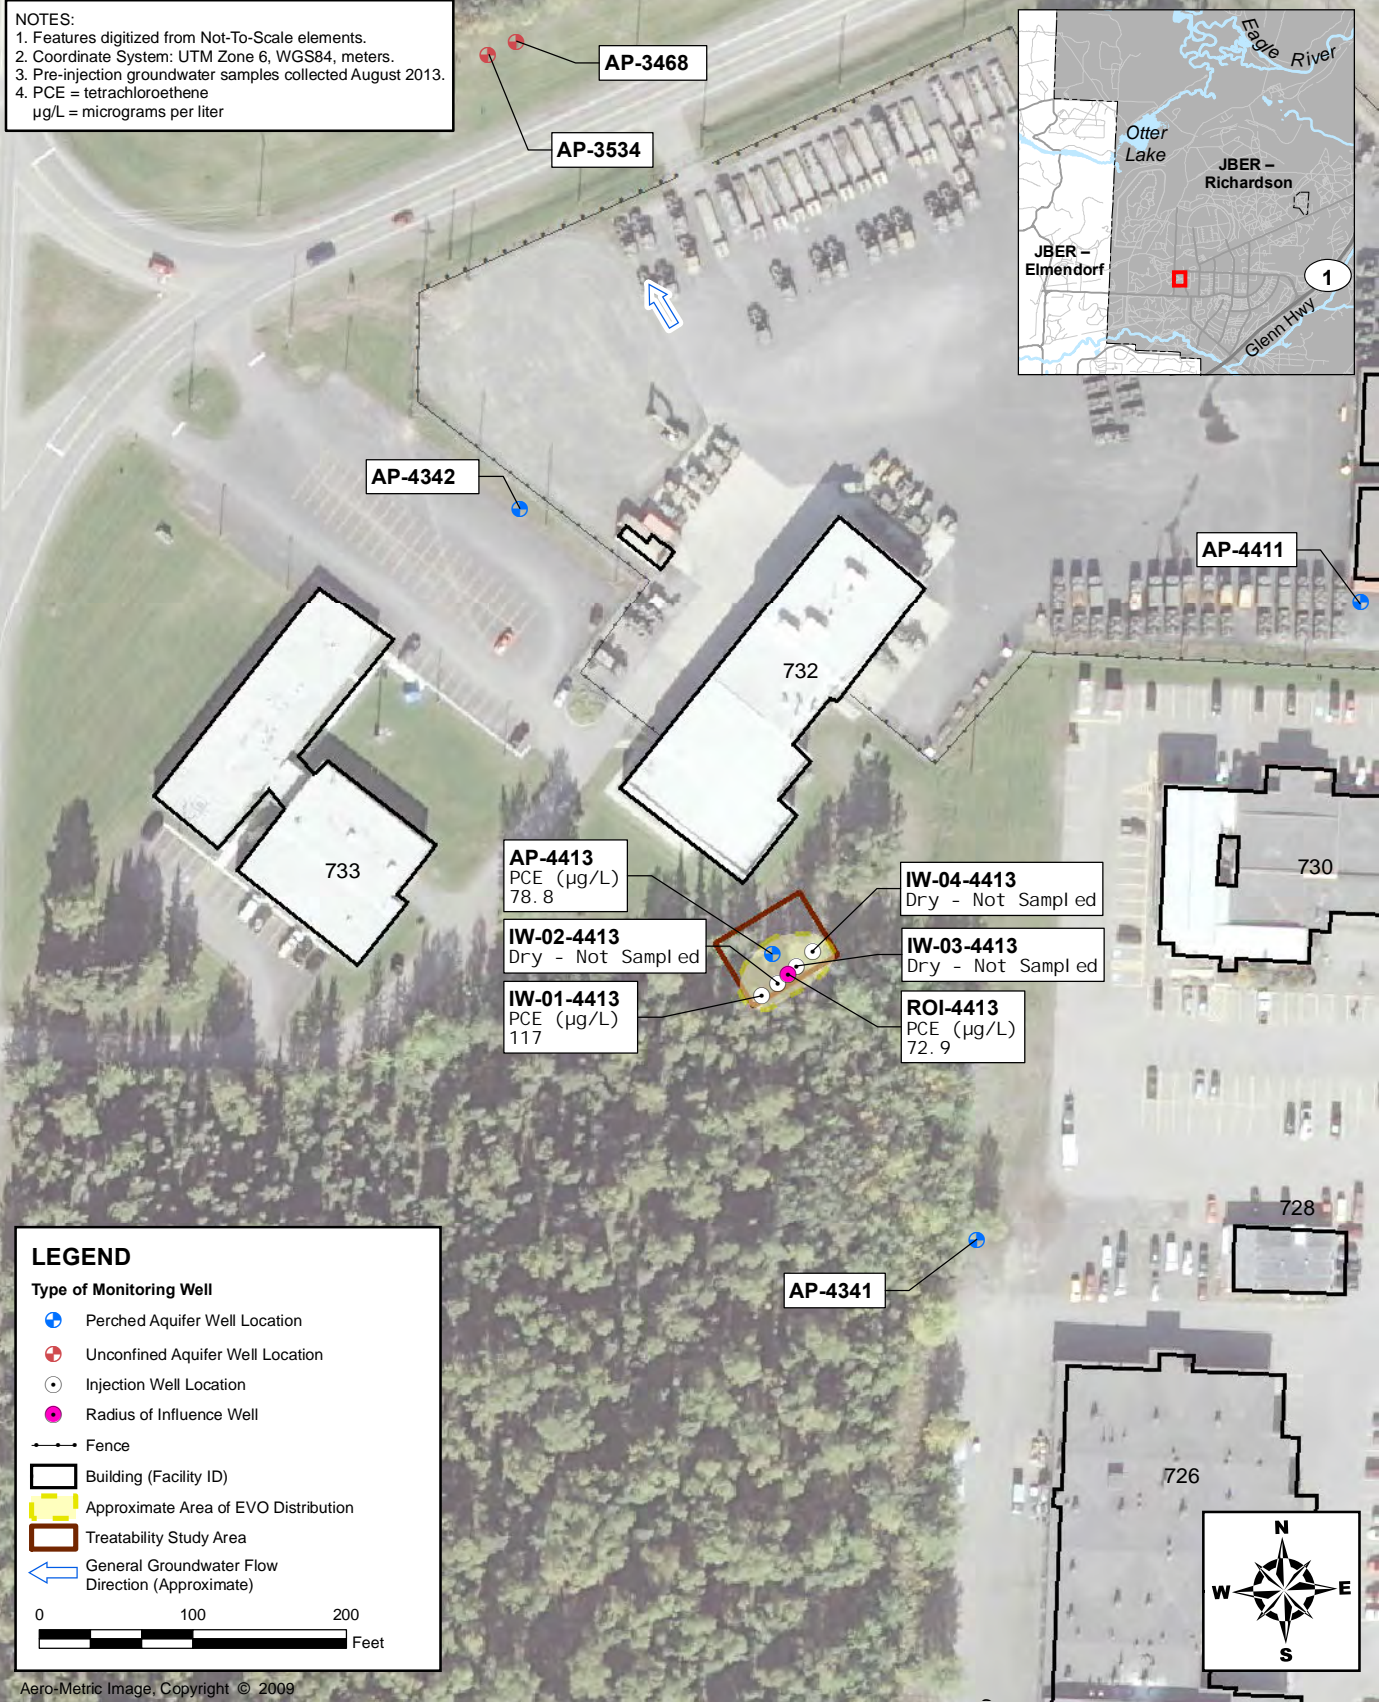 NOTES:
1. Features digitized from Not-To-Scale elements.
2. Coordinate System: UTM Zone 6, WGS84, meters.
3. Pre-injection groundwater samples collected August 2013.
4. PCE = tetrachloroethene
µg/L = micrograms per liter
AP-3468
AP-3534
Eagle River
Otter
Lake
JBER –
Richardson
JBER –
Elmendorf
1
Glenn Hwy
AP-4342
AP-4411
732
733
730
AP-4413
PCE (µg/L)
78.8
IW-02-4413
Dry - Not Sampled
IW-01-4413
PCE (µg/L)
117
IW-04-4413
Dry - Not Sampled
IW-03-4413
Dry - Not Sampled
ROI-4413
PCE (µg/L)
72.9
728
AP-4341
726
LEGEND
Type of Monitoring Well
Perched Aquifer Well Location
Unconfined Aquifer Well Location
Injection Well Location
Radius of Influence Well
Fence
Building (Facility ID)
Approximate Area of EVO Distribution
Treatability Study Area
General Groundwater Flow
Direction (Approximate)
0 100 200
Feet
N
W E
S
Aero-Metric Image, Copyright © 2009